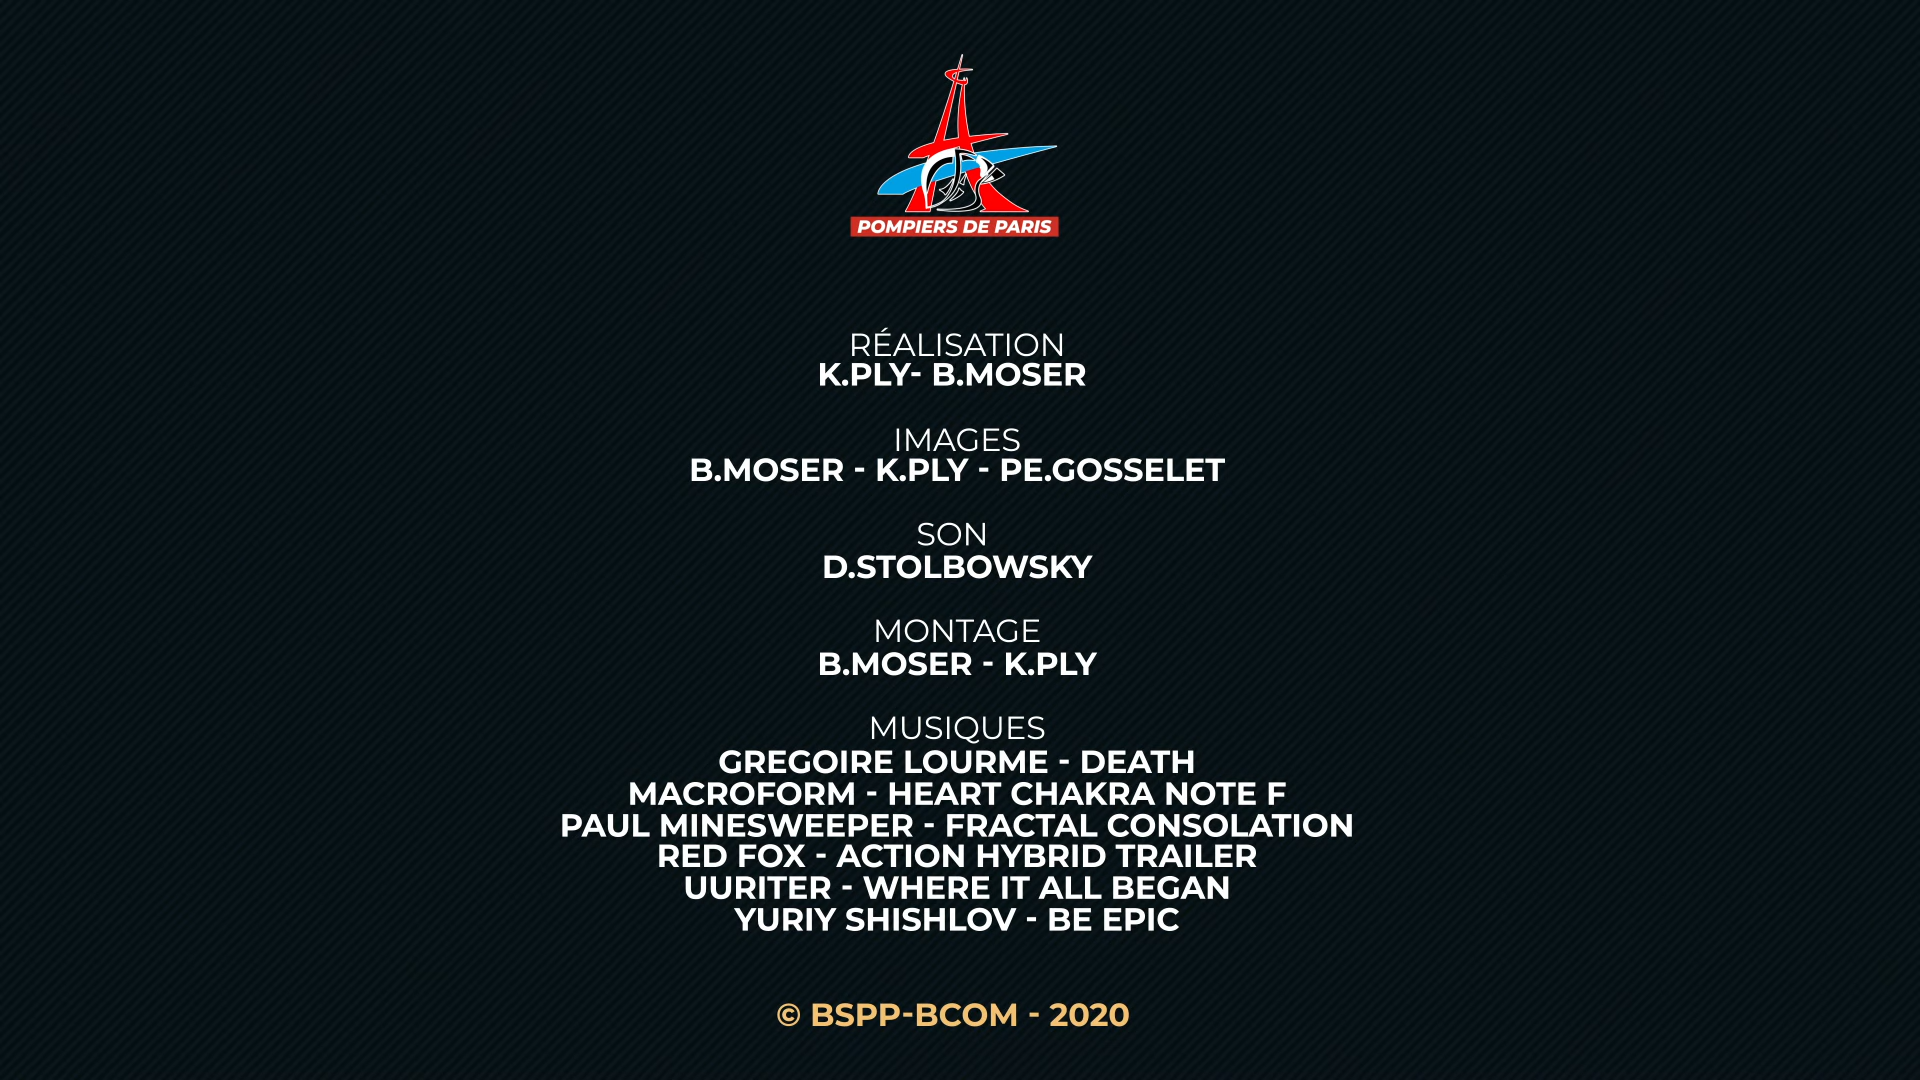 POMPIERS DE PARIS
RÉALISATION
K.PLY- B.MOSER
IMAGES
B.MOSER - K.PLY - PE.GOSSELET
SON
D.STOLBOWSKY
MONTAGE
B.MOSER - K.PLY
MUSIQUES
GREGOIRE LOURME - DEATH
MACROFORM - HEART CHAKRA NOTE F
PAUL MINESWEEPER - FRACTAL CONSOLATION
RED FOX - ACTION HYBRID TRAILER
UURITER - WHERE IT ALL BEGAN
YURIY SHISHLOV - BE EPIC
© BSPP-BCOM - 2020